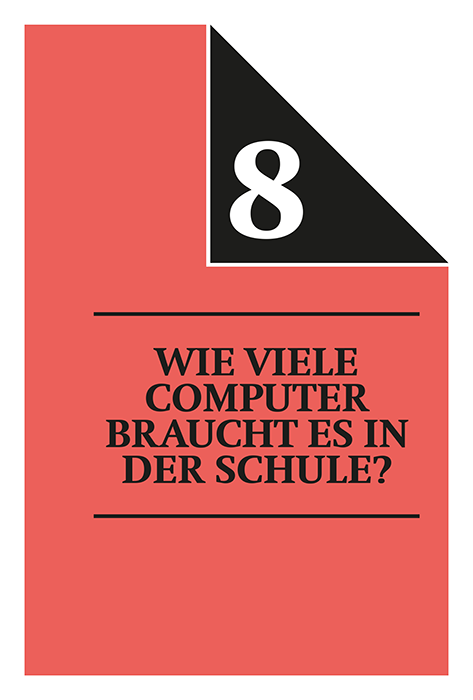 8
WIE VIELE
COMPUTER
BRAUCHT ES IN
DER SCHULE?